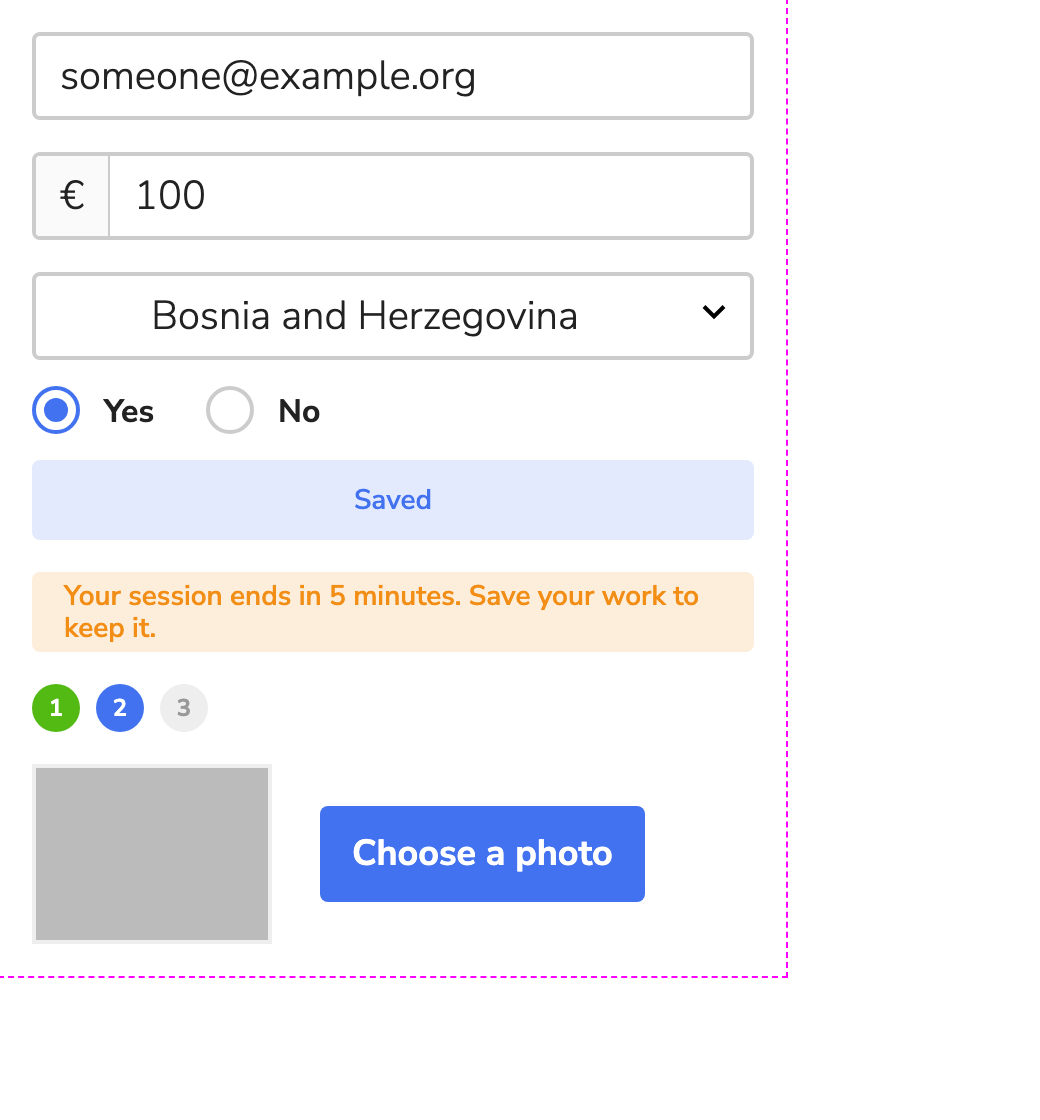 someone@example.org
€ 100
Bosnia and Herzegovina
Yes No
Saved
Your session ends in 5 minutes. Save your work to
keep it.
1 2 3
Choose a photo